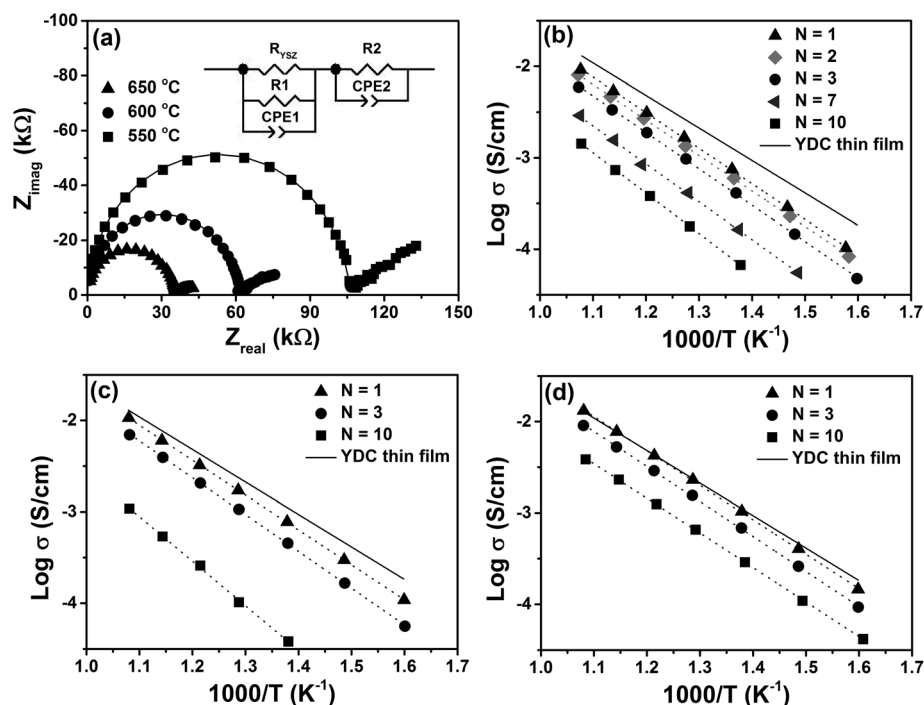 (a)
-100
-80
-60
-40
-20
0
Z_imag (kΩ)
650 °C
600 °C
550 °C
R_YSZ
R1
CPE1
R2
CPE2
0 30 60 90 120 150
Z_real (kΩ)
(b)
N = 1
N = 2
N = 3
N = 7
N = 10
YDC thin film
-2
-3
-4
Log σ (S/cm)
1.0 1.1 1.2 1.3 1.4 1.5 1.6 1.7
1000/T (K⁻¹)
(c)
N = 1
N = 3
N = 10
YDC thin film
-2
-3
-4
Log σ (S/cm)
1.0 1.1 1.2 1.3 1.4 1.5 1.6 1.7
1000/T (K⁻¹)
(d)
N = 1
N = 3
N = 10
YDC thin film
-2
-3
-4
Log σ (S/cm)
1.0 1.1 1.2 1.3 1.4 1.5 1.6 1.7
1000/T (K⁻¹)